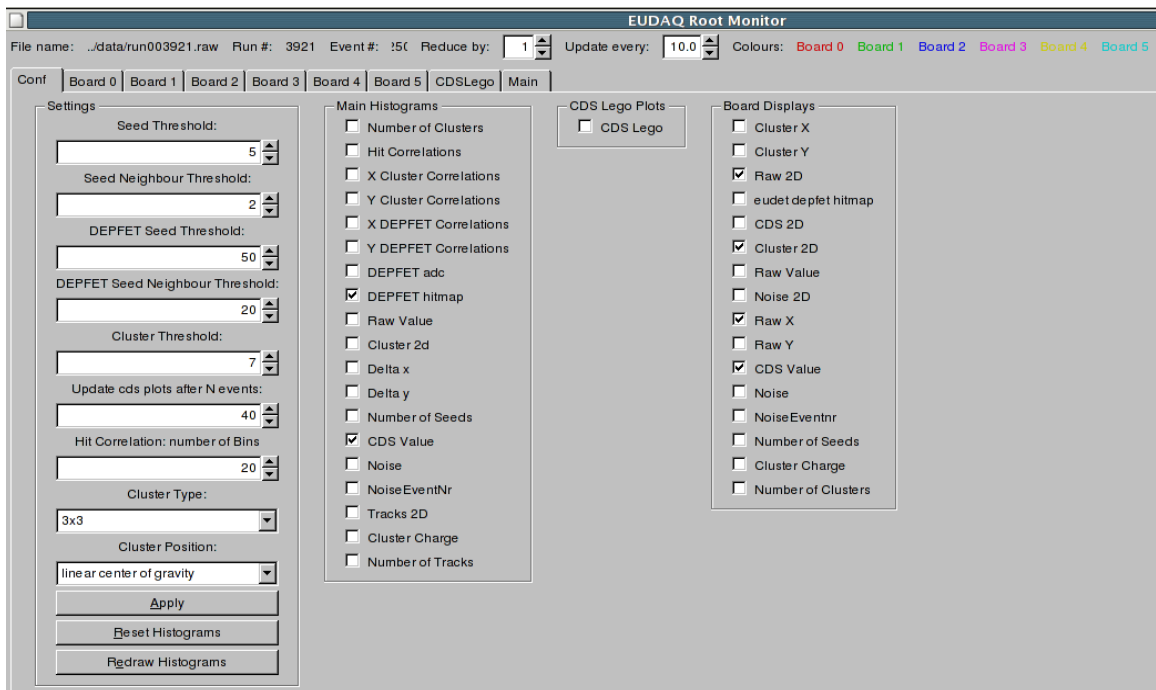 EUDAQ Root Monitor
File name: ../data/run003921.raw Run #: 3921 Event #: Reduce by: 1 Update every: 10.0 Colours: Board 0 Board 1 Board 2 Board 3 Board 4 Board 5
Conf Board 0 Board 1 Board 2 Board 3 Board 4 Board 5 CDSLego Main
Settings
Seed Threshold:
5
Seed Neighbour Threshold:
2
DEPFET Seed Threshold:
50
DEPFET Seed Neighbour Threshold:
20
Cluster Threshold:
7
Update cds plots after N events:
40
Hit Correlation: number of Bins
20
Cluster Type:
3x3
Cluster Position:
linear center of gravity
Apply
Reset Histograms
Redraw Histograms
Main Histograms
Number of Clusters
Hit Correlations
X Cluster Correlations
Y Cluster Correlations
X DEPFET Correlations
Y DEPFET Correlations
DEPFET adc
DEPFET hitmap
Raw Value
Cluster 2d
Delta x
Delta y
Number of Seeds
CDS Value
Noise
NoiseEventNr
Tracks 2D
Cluster Charge
Number of Tracks
CDS Lego Plots
CDS Lego
Board Displays
Cluster X
Cluster Y
Raw 2D
eudet depfet hitmap
CDS 2D
Cluster 2D
Raw Value
Noise 2D
Raw X
Raw Y
CDS Value
Noise
NoiseEventnr
Number of Seeds
Cluster Charge
Number of Clusters